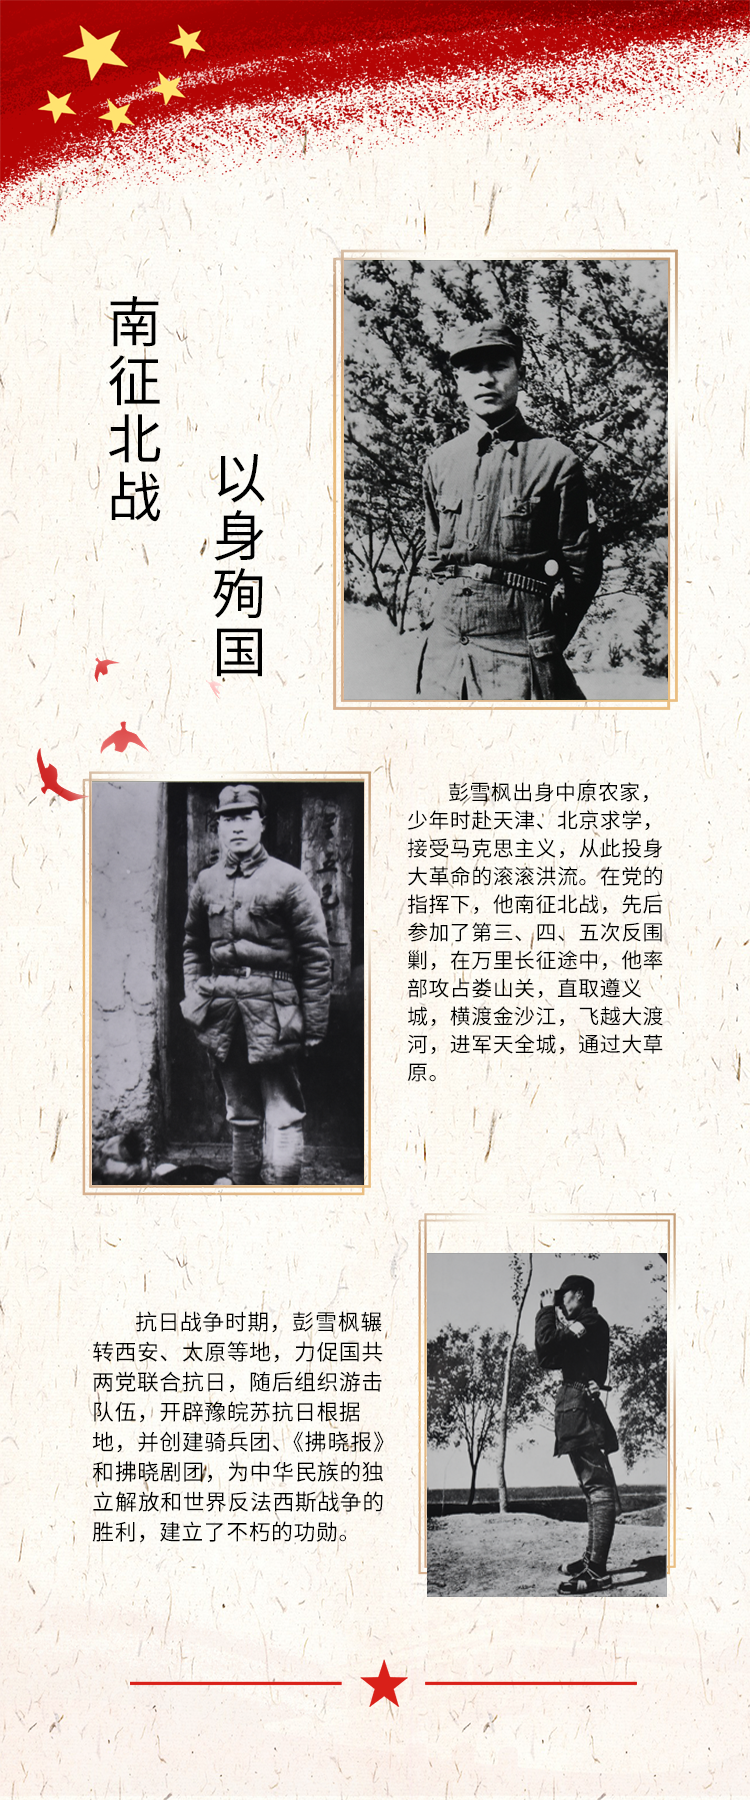 南征北战
以身殉国
彭雪枫出身中原农家，
少年时赴天津、北京求学，
接受马克思主义，从此投身
大革命的滚滚洪流。在党的
指挥下，他南征北战，先后
参加了第三、四、五次反围
剿，在万里长征途中，他率
部攻占娄山关，直取遵义
城，横渡金沙江，飞越大渡
河，进军天全城，通过大草
原。
抗日战争时期，彭雪枫辗
转西安、太原等地，力促国共
两党联合抗日，随后组织游击
队伍，开辟豫皖苏抗日根据
地，并创建骑兵团、《拂晓报》
和拂晓剧团，为中华民族的独
立解放和世界反法西斯战争的
胜利，建立了不朽的功勋。